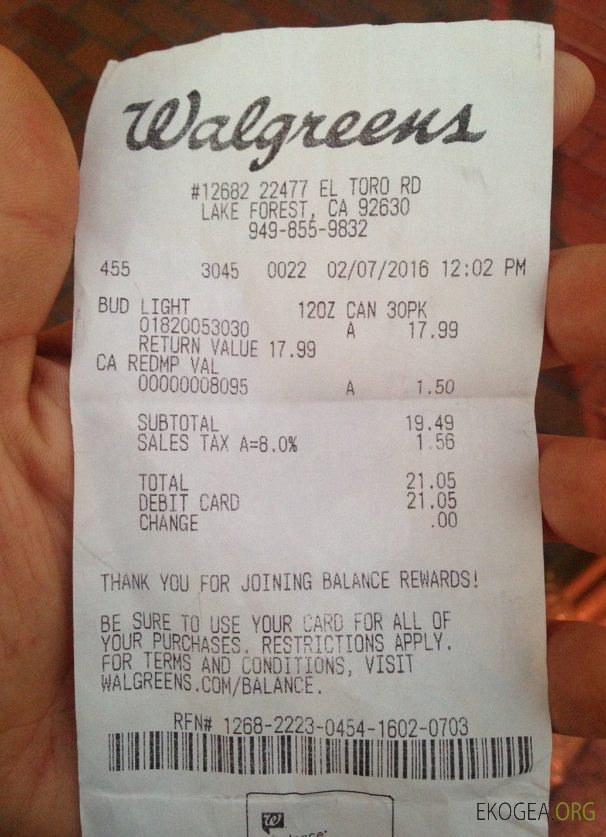 Walgreens
#12682 22477 EL TORO RD
LAKE FOREST, CA 92630
949-855-9832
455 3045 0022 02/07/2016 12:02 PM
BUD LIGHT 12OZ CAN 30PK
01820053030 A 17.99
RETURN VALUE 17.99
CA REDMP VAL
00000008095 A 1.50
SUBTOTAL 19.49
SALES TAX A=8.0% 1.56
TOTAL 21.05
DEBIT CARD 21.05
CHANGE .00
THANK YOU FOR JOINING BALANCE REWARDS!
BE SURE TO USE YOUR CARD FOR ALL OF
YOUR PURCHASES. RESTRICTIONS APPLY.
FOR TERMS AND CONDITIONS, VISIT
WALGREENS.COM/BALANCE.
RFN# 1268-2223-0454-1602-0703
W
EKOGEA.ORG